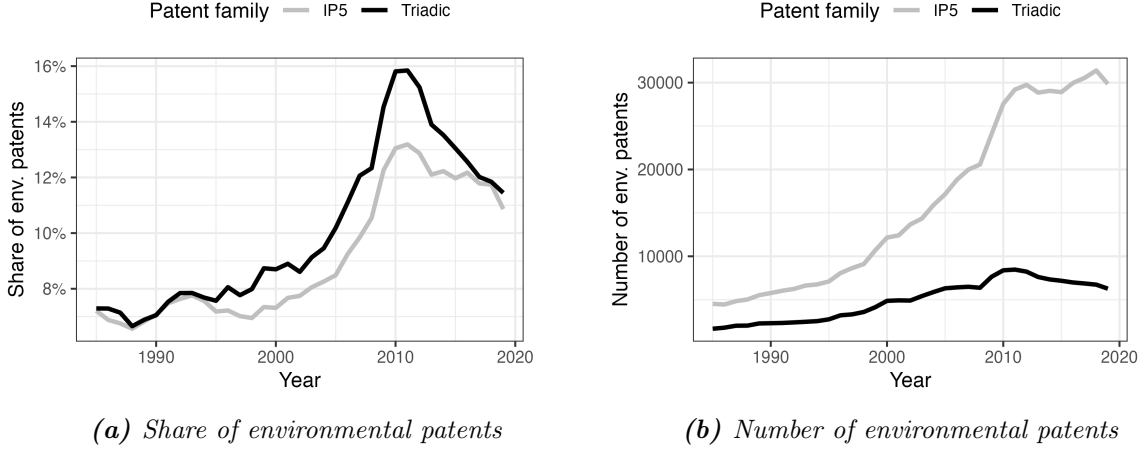 Patent family IP5 Triadic
Share of env. patents
16%
14%
12%
10%
8%
1990 2000 2010 2020
Year
(a) Share of environmental patents
Patent family IP5 Triadic
Number of env. patents
30000
20000
10000
1990 2000 2010 2020
Year
(b) Number of environmental patents